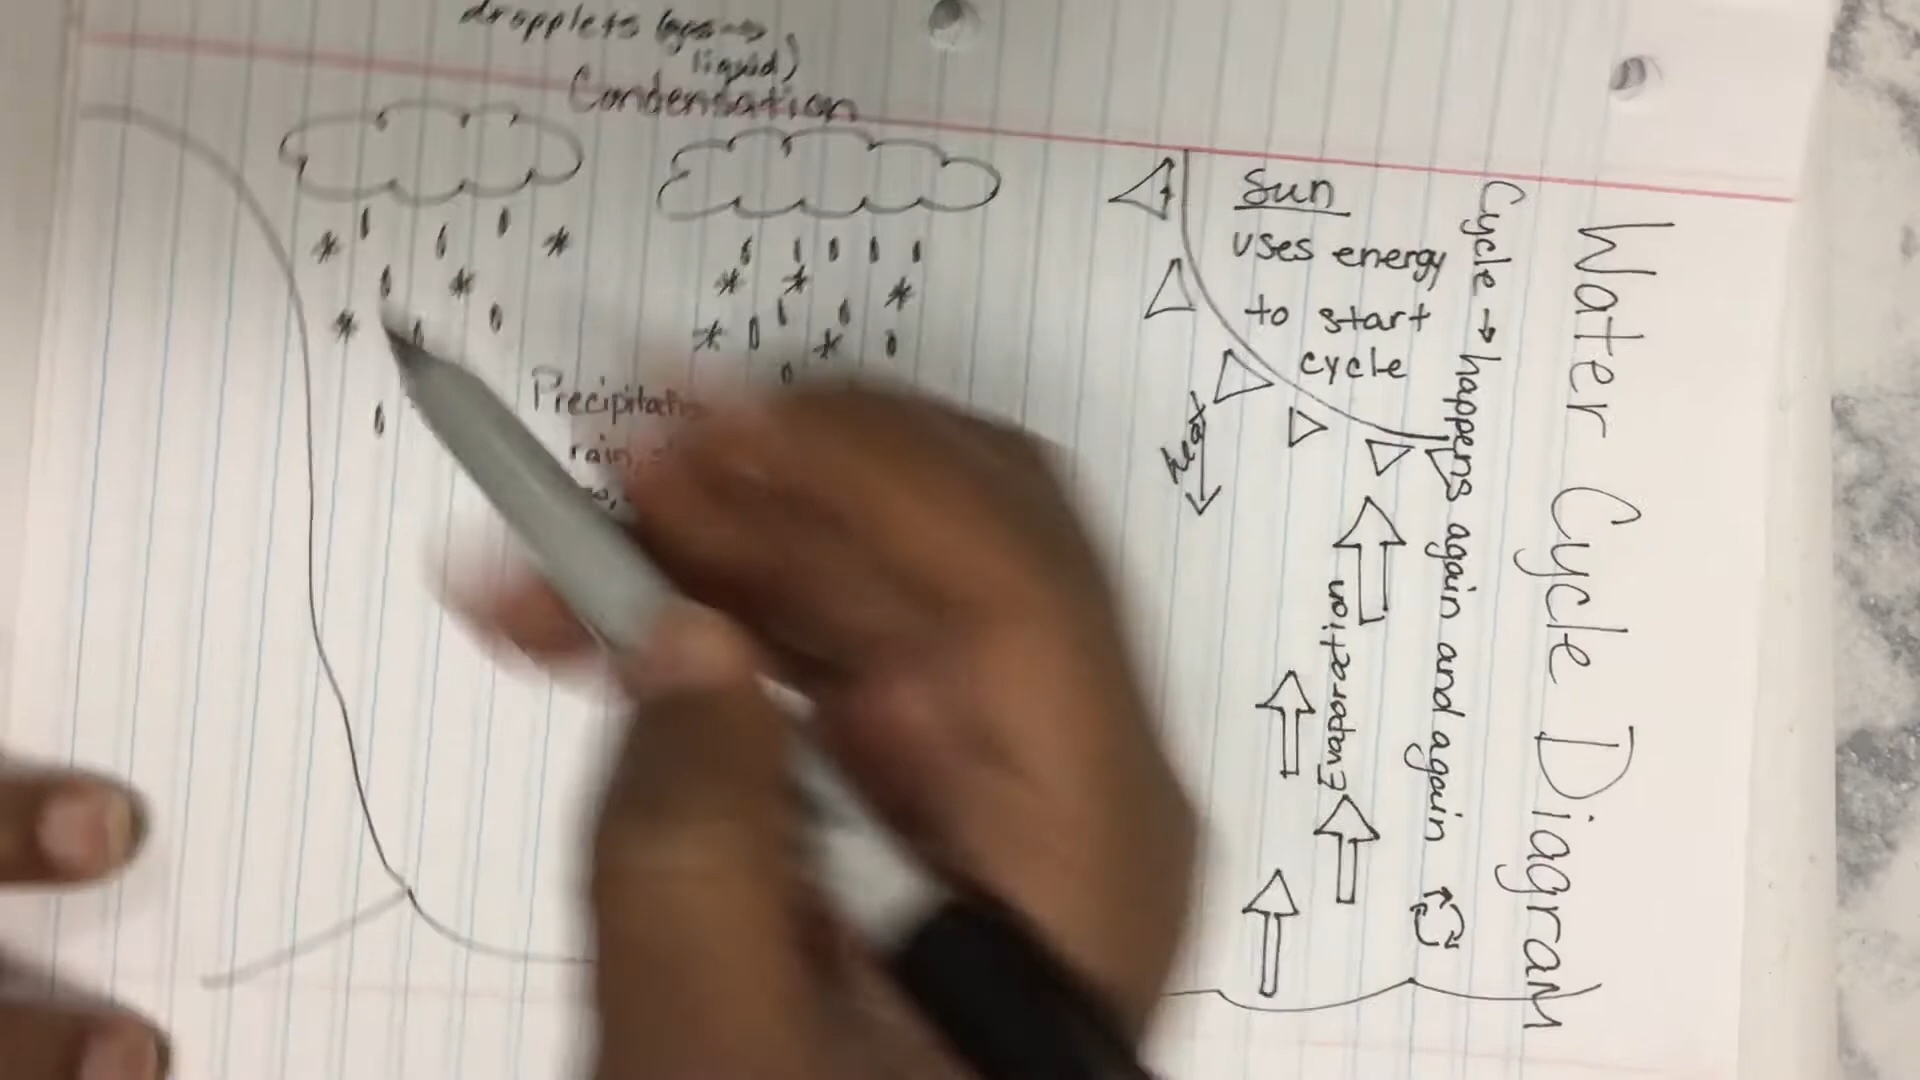 Water Cycle Diagram
Cycle → happens again and again
Sun
uses energy
to start
cycle
heat
Evaporation
dropplets (gas →
liquid)
Condensation
rain,